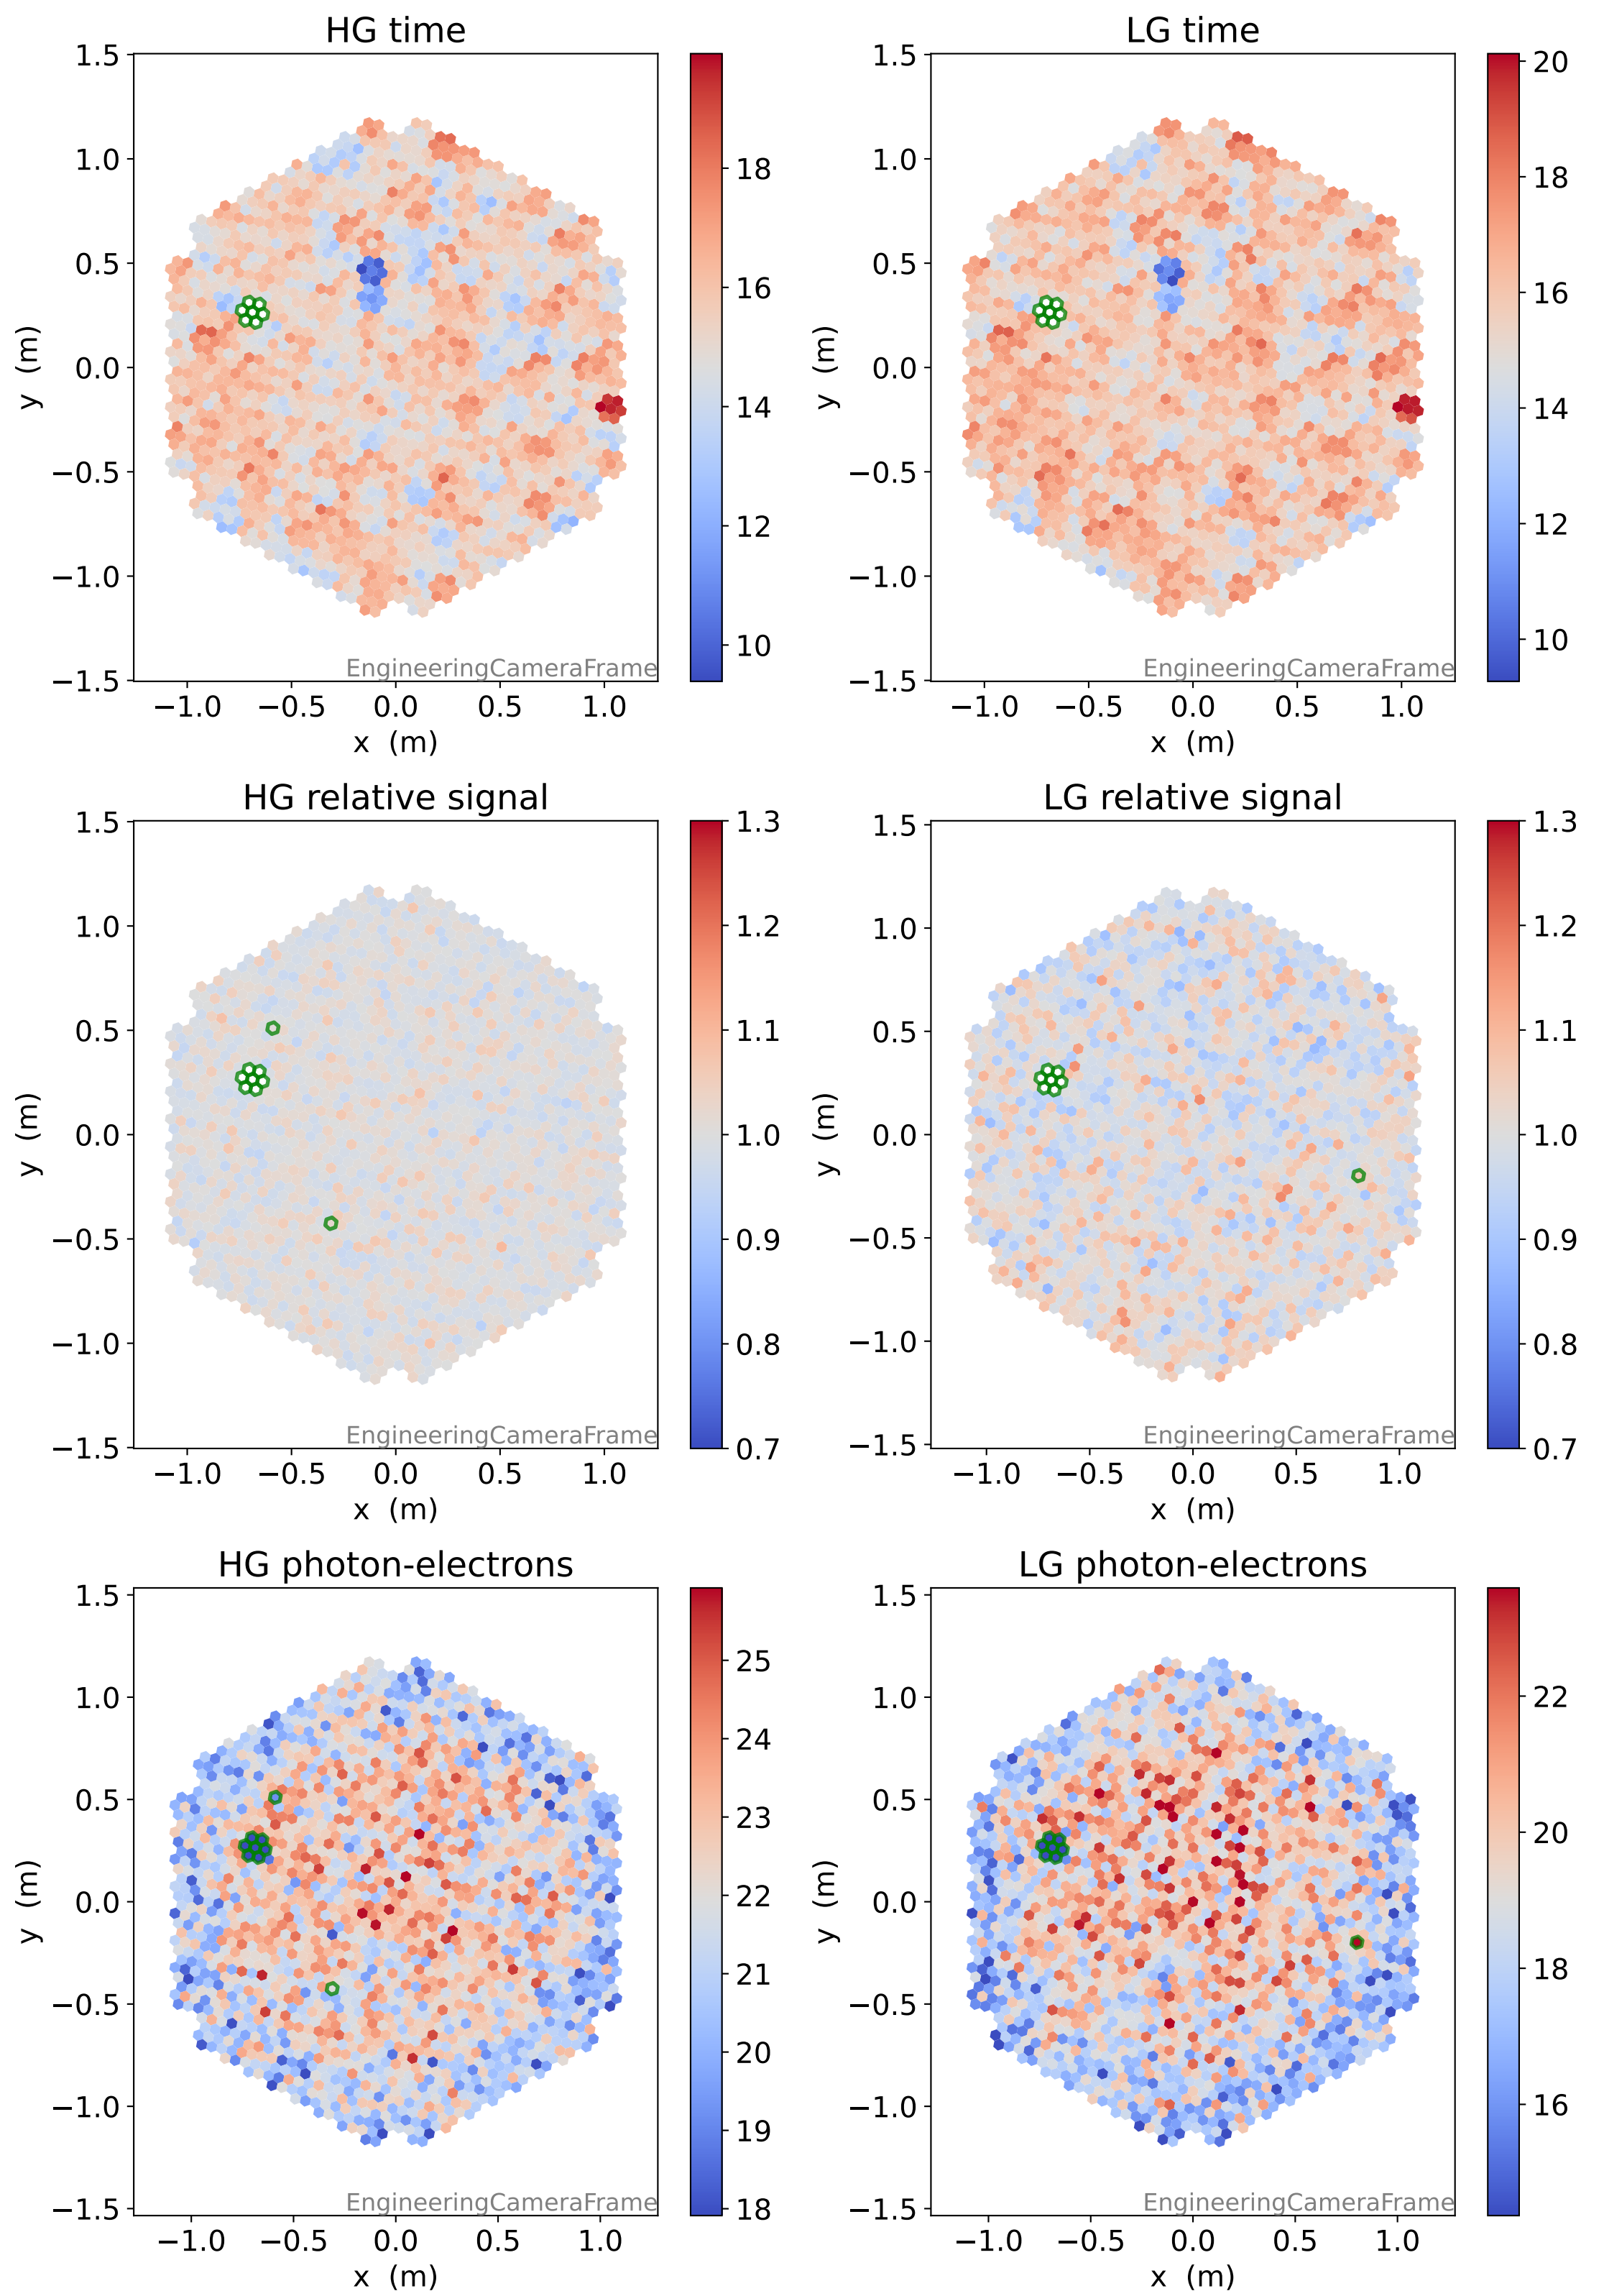 HG time
1.5
1.0
0.5
0.0
−0.5
−1.0
−1.5
y (m)
EngineeringCameraFrame
−1.0 −0.5 0.0 0.5 1.0
x (m)
18
16
14
12
10
LG time
1.5
1.0
0.5
0.0
−0.5
−1.0
−1.5
y (m)
EngineeringCameraFrame
−1.0 −0.5 0.0 0.5 1.0
x (m)
20
18
16
14
12
10
HG relative signal
1.5
1.0
0.5
0.0
−0.5
−1.0
−1.5
y (m)
EngineeringCameraFrame
−1.0 −0.5 0.0 0.5 1.0
x (m)
1.3
1.2
1.1
1.0
0.9
0.8
0.7
LG relative signal
1.5
1.0
0.5
0.0
−0.5
−1.0
−1.5
y (m)
EngineeringCameraFrame
−1.0 −0.5 0.0 0.5 1.0
x (m)
1.3
1.2
1.1
1.0
0.9
0.8
0.7
HG photon-electrons
1.5
1.0
0.5
0.0
−0.5
−1.0
−1.5
y (m)
EngineeringCameraFrame
−1.0 −0.5 0.0 0.5 1.0
x (m)
25
24
23
22
21
20
19
18
LG photon-electrons
1.5
1.0
0.5
0.0
−0.5
−1.0
−1.5
y (m)
EngineeringCameraFrame
−1.0 −0.5 0.0 0.5 1.0
x (m)
22
20
18
16